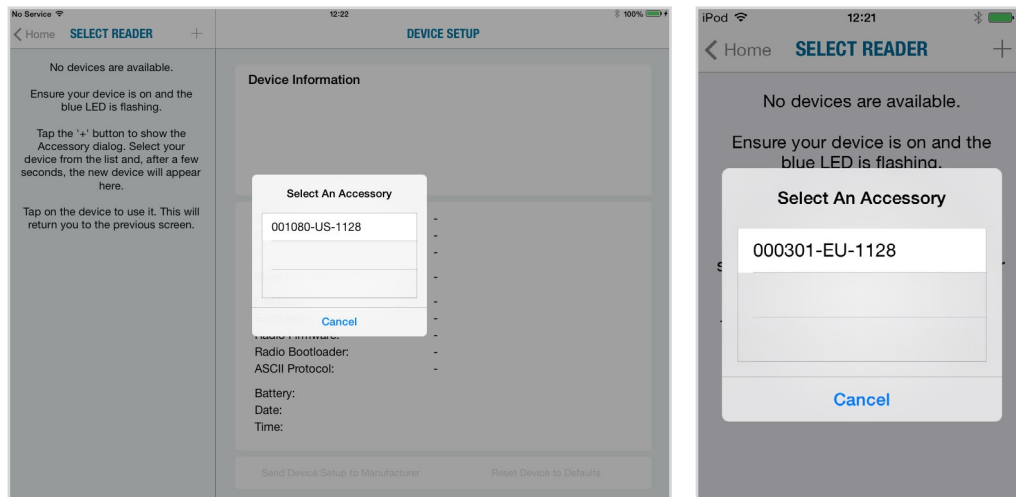 No Service 12:22 100%
Home SELECT READER + DEVICE SETUP
No devices are available.
Ensure your device is on and the
blue LED is flashing.
Tap the '+' button to show the
Accessory dialog. Select your
device from the list and, after a few
seconds, the new device will appear
here.
Tap on the device to use it. This will
return you to the previous screen.
Device Information
Select An Accessory
001080-US-1128
Cancel
-
-
-
-
-
-
Radio Firmware: -
Radio Bootloader: -
ASCII Protocol: -
Battery:
Date:
Time:
Send Device Setup to Manufacturer Reset Device to Defaults
iPod 12:21
Home SELECT READER +
No devices are available.
Ensure your device is on and the
blue LED is flashing.
Select An Accessory
000301-EU-1128
Cancel